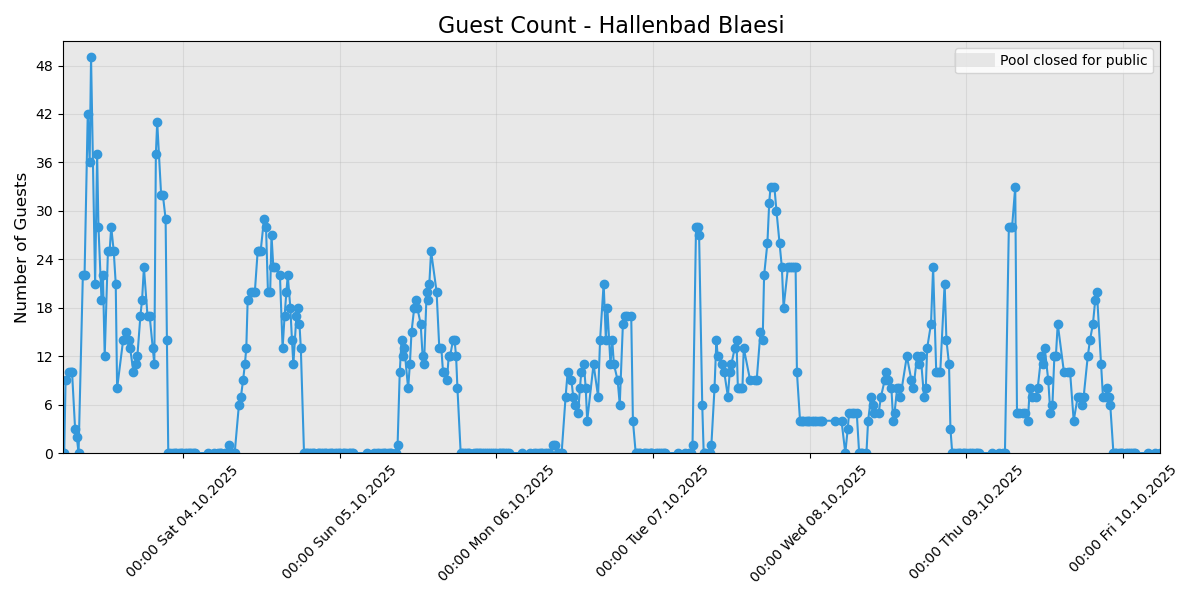 Guest Count - Hallenbad Blaesi
Pool closed for public
Number of Guests
48
42
36
30
24
18
12
6
0
00:00 Sat 04.10.2025
00:00 Sun 05.10.2025
00:00 Mon 06.10.2025
00:00 Tue 07.10.2025
00:00 Wed 08.10.2025
00:00 Thu 09.10.2025
00:00 Fri 10.10.2025